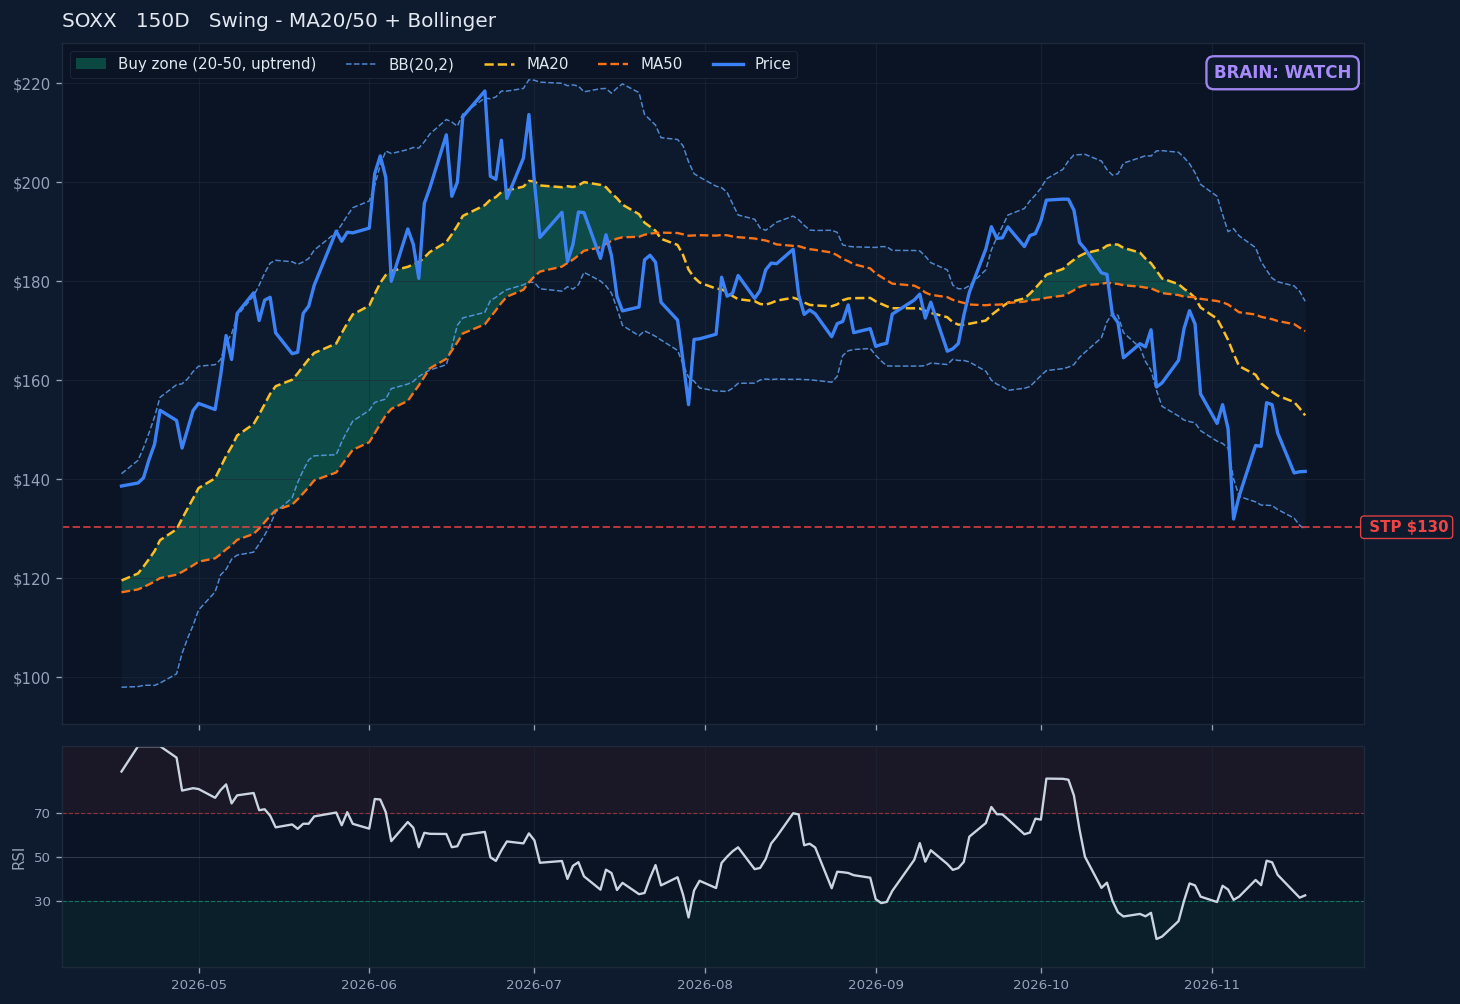 SOXX   150D   Swing - MA20/50 + Bollinger
Buy zone (20-50, uptrend)
BB(20,2)
MA20
MA50
Price
BRAIN: WATCH
$220
$200
$180
$160
$140
$120
$100
STP $130
RSI
70
50
30
2026-05
2026-06
2026-07
2026-08
2026-09
2026-10
2026-11